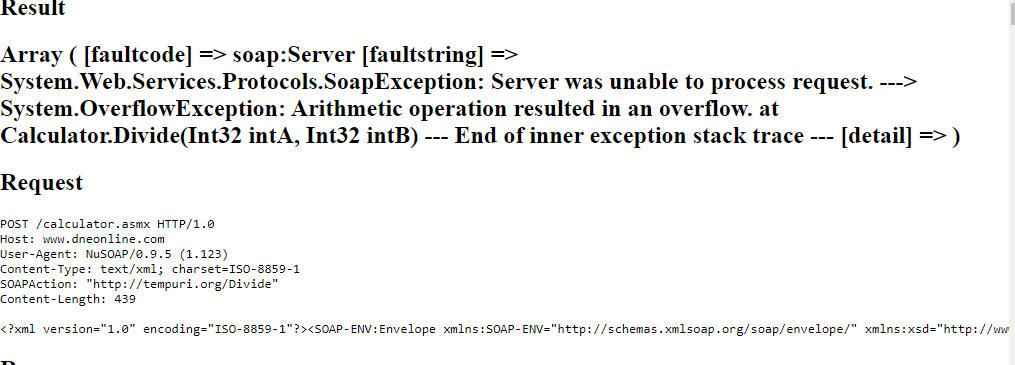 Result
Array ( [faultcode] => soap:Server [faultstring] =>
System.Web.Services.Protocols.SoapException: Server was unable to process request. --->
System.OverflowException: Arithmetic operation resulted in an overflow. at
Calculator.Divide(Int32 intA, Int32 intB) --- End of inner exception stack trace --- [detail] => )
Request
POST /calculator.asmx HTTP/1.0
Host: www.dneonline.com
User-Agent: NuSOAP/0.9.5 (1.123)
Content-Type: text/xml; charset=ISO-8859-1
SOAPAction: "http://tempuri.org/Divide"
Content-Length: 439
<?xml version="1.0" encoding="ISO-8859-1"?><SOAP-ENV:Envelope xmlns:SOAP-ENV="http://schemas.xmlsoap.org/soap/envelope/" xmlns:xsd="http://ww